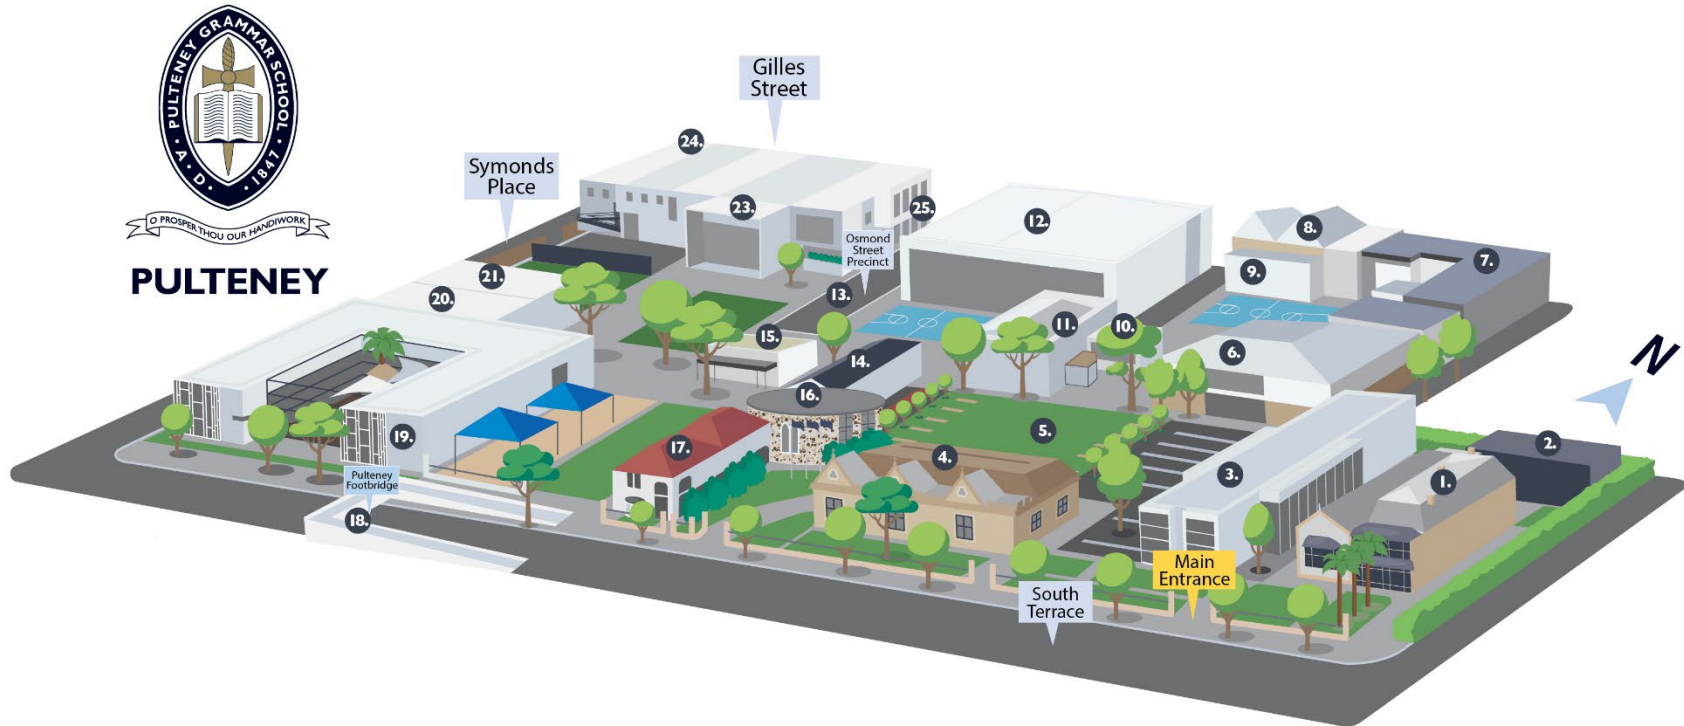 PULTENEY GRAMMAR SCHOOL
· A · D · 1847 ·
O PROSPER THOU OUR HANDIWORK
PULTENEY
Gilles
Street
Symonds
Place
24.
23.
25.
12.
8.
9.
7.
Osmond
Street
Precinct
21.
20.
13.
11.
10.
15.
14.
6.
16.
5.
19.
17.
4.
3.
2.
1.
Pulteney
Footbridge
18.
Main
Entrance
South
Terrace
N